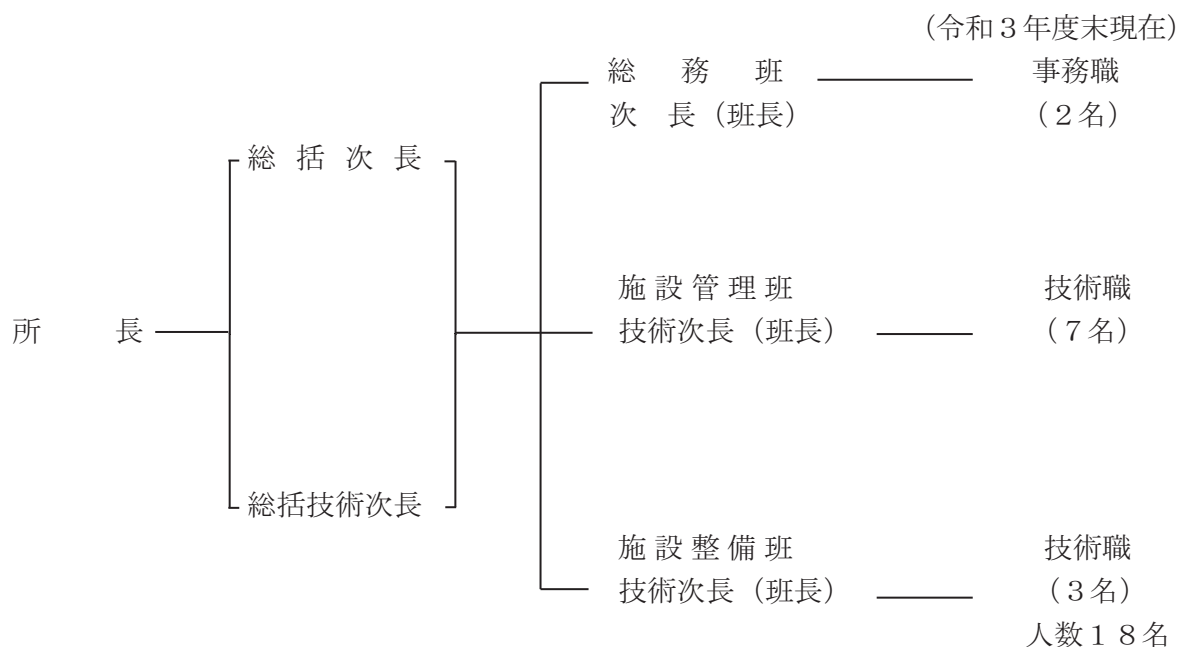 (令和３年度末現在)
総　務　班　事務職
次　長（班長）　（２名）
総 括 次 長
施 設 管 理 班　技術職
所　　　長　技術次長（班長）　（７名）
総括技術次長
施 設 整 備 班　技術職
技術次長（班長）　（３名）
人数１８名